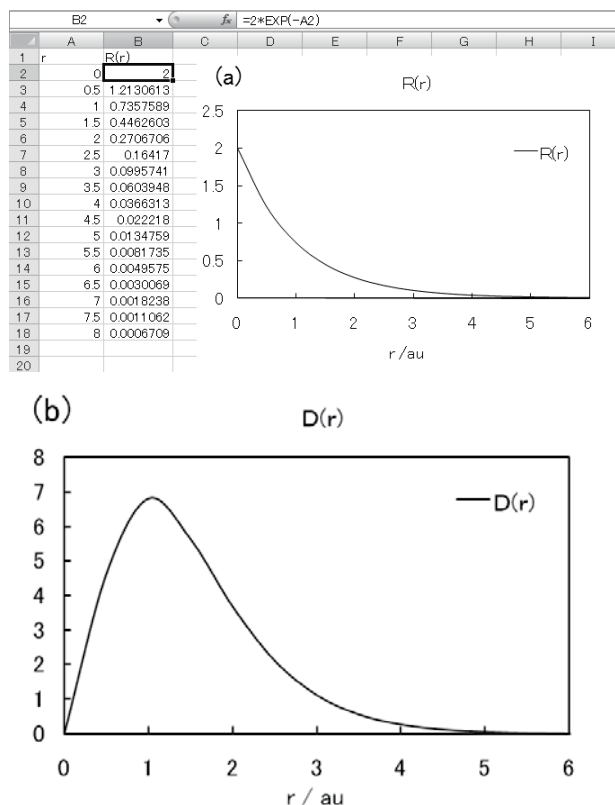 B2 fx =2*EXP(-A2)
A B C D E F G H I
1 r R(r)
2 0 2
3 0.5 1.2130613
4 1 0.7357589
5 1.5 0.4462603
6 2 0.2706706
7 2.5 0.16417
8 3 0.0995741
9 3.5 0.0603948
10 4 0.0366313
11 4.5 0.022218
12 5 0.0134759
13 5.5 0.0081735
14 6 0.0049575
15 6.5 0.0030069
16 7 0.0018238
17 7.5 0.0011062
18 8 0.0006709
19
20
(a)
R(r)
2.5
2
1.5
1
0.5
0
R(r)
0 1 2 3 4 5 6
r /au
(b)
D(r)
8
7
6
5
4
3
2
1
0
D(r)
0 1 2 3 4 5 6
r / au